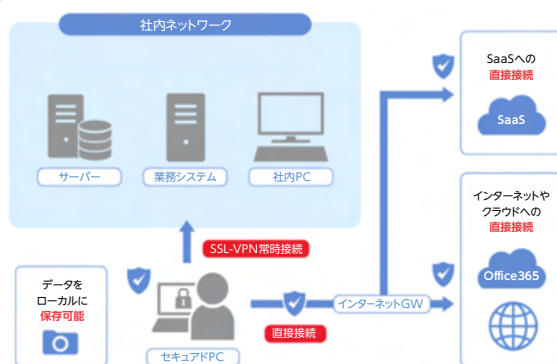 社内ネットワーク
サーバー
業務システム
社内PC
SaaSへの
直接接続
SaaS
インターネットや
クラウドへの
直接接続
Office365
SSL-VPN常時接続
データを
ローカルに
保存可能
セキュアドPC
直接接続
インターネットGW